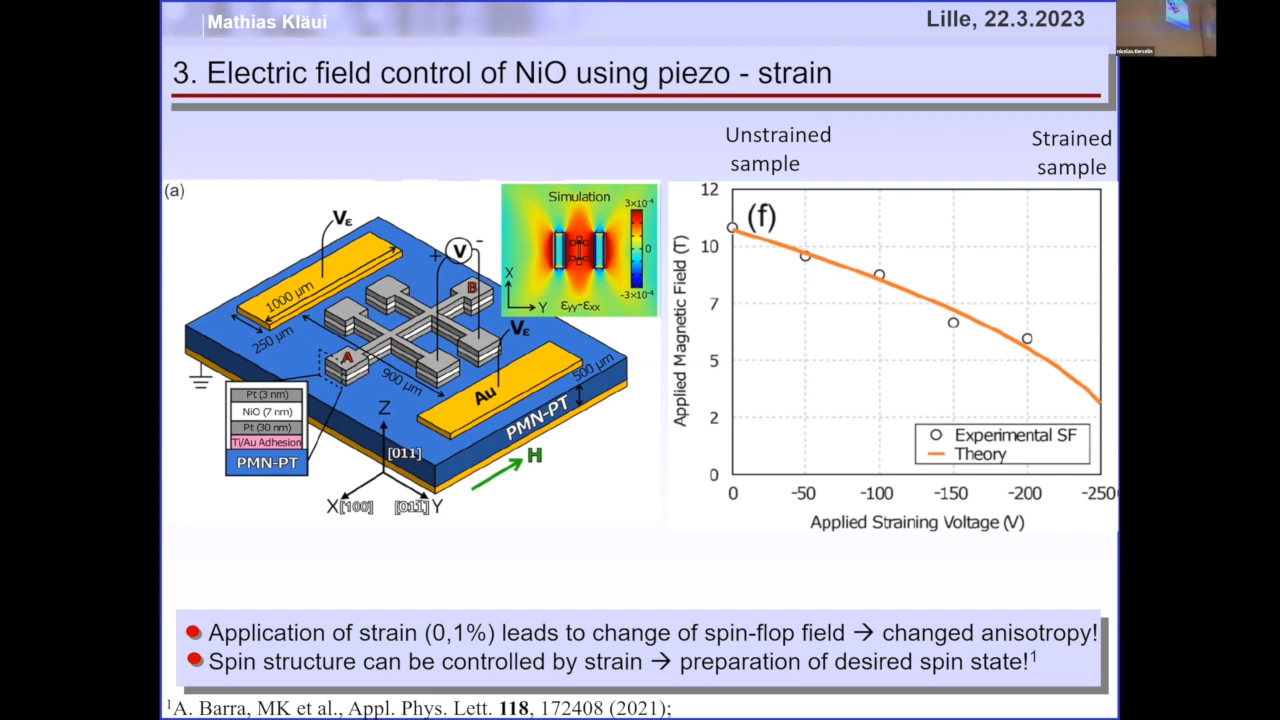 Mathias Kläui
Lille, 22.3.2023
nicolas.tiercelin
3. Electric field control of NiO using piezo - strain
Unstrained
sample
Strained
sample
(a)
Vε
1000 μm
250 μm
900 μm
500 μm
A
B
+
V
-
Vε
Au
PMN-PT
Pt (3 nm)
NiO (7 nm)
Pt (30 nm)
Ti/Au Adhesion
PMN-PT
Z
[011]
X[100]
[011̄] Y
H
Simulation
3×10⁻⁴
0
-3×10⁻⁴
X
Y
εyy-εxx
(f)
Applied Magnetic Field (T)
12
10
7
5
2
0
Experimental SF
Theory
0 -50 -100 -150 -200 -250
Applied Straining Voltage (V)
Application of strain (0,1%) leads to change of spin-flop field → changed anisotropy!
Spin structure can be controlled by strain → preparation of desired spin state!¹
¹A. Barra, MK et al., Appl. Phys. Lett. 118, 172408 (2021);